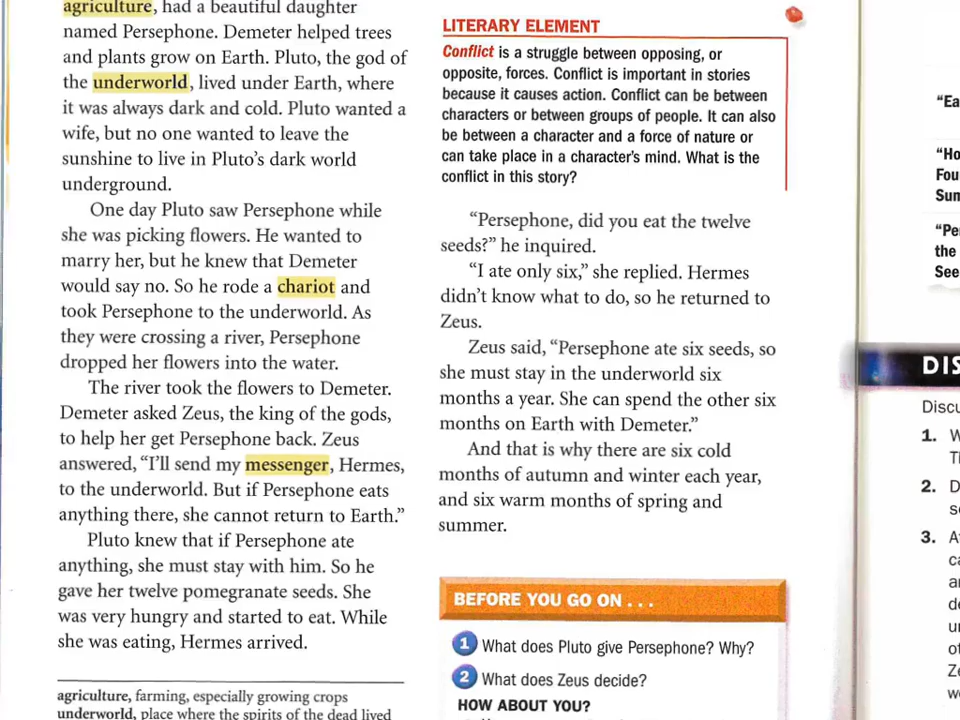 agriculture, had a beautiful daughter
named Persephone. Demeter helped trees
and plants grow on Earth. Pluto, the god of
the underworld, lived under Earth, where
it was always dark and cold. Pluto wanted a
wife, but no one wanted to leave the
sunshine to live in Pluto's dark world
underground.
One day Pluto saw Persephone while
she was picking flowers. He wanted to
marry her, but he knew that Demeter
would say no. So he rode a chariot and
took Persephone to the underworld. As
they were crossing a river, Persephone
dropped her flowers into the water.
The river took the flowers to Demeter.
Demeter asked Zeus, the king of the gods,
to help her get Persephone back. Zeus
answered, "I'll send my messenger, Hermes,
to the underworld. But if Persephone eats
anything there, she cannot return to Earth."
Pluto knew that if Persephone ate
anything, she must stay with him. So he
gave her twelve pomegranate seeds. She
was very hungry and started to eat. While
she was eating, Hermes arrived.
agriculture, farming, especially growing crops
underworld, place where the spirits of the dead lived
LITERARY ELEMENT
Conflict is a struggle between opposing, or
opposite, forces. Conflict is important in stories
because it causes action. Conflict can be between
characters or between groups of people. It can also
be between a character and a force of nature or
can take place in a character's mind. What is the
conflict in this story?
"Persephone, did you eat the twelve
seeds?" he inquired.
"I ate only six," she replied. Hermes
didn't know what to do, so he returned to
Zeus.
Zeus said, "Persephone ate six seeds, so
she must stay in the underworld six
months a year. She can spend the other six
months on Earth with Demeter."
And that is why there are six cold
months of autumn and winter each year,
and six warm months of spring and
summer.
BEFORE YOU GO ON . . .
1 What does Pluto give Persephone? Why?
2 What does Zeus decide?
HOW ABOUT YOU?
"Ea
"Ho
Fou
Sum
"Pe
the
See
DIS
Discu
1. W
Th
2. D
se
3. A
ca
an
de
un
of
Ze
w